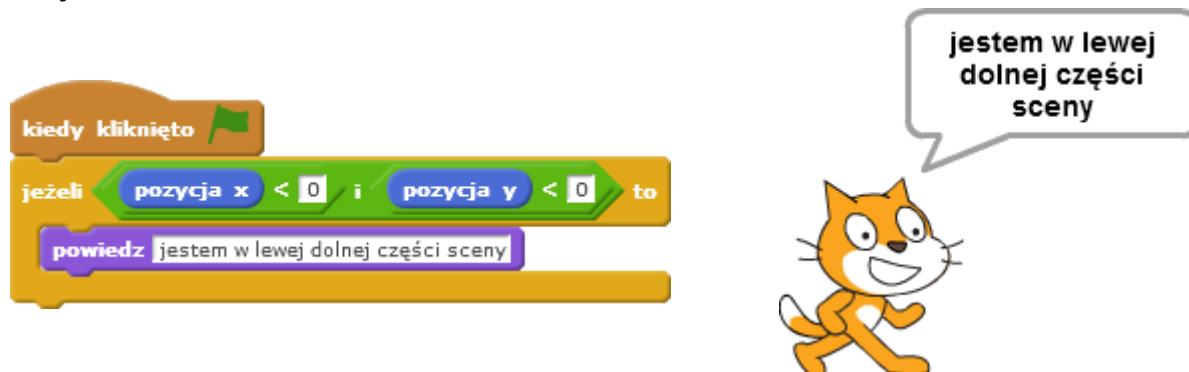 jestem w lewej
dolnej części
sceny
kiedy kliknięto
jeżeli pozycja x < 0 i pozycja y < 0 to
powiedz jestem w lewej dolnej części sceny